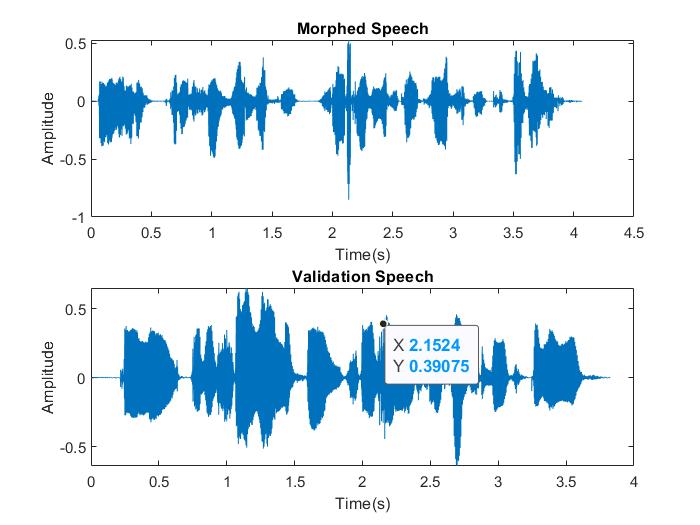 Morphed Speech
0.5
0
-0.5
-1
Amplitude
0 0.5 1 1.5 2 2.5 3 3.5 4 4.5
Time(s)
Validation Speech
0.5
0
-0.5
Amplitude
X 2.1524
Y 0.39075
0 0.5 1 1.5 2 2.5 3 3.5 4
Time(s)